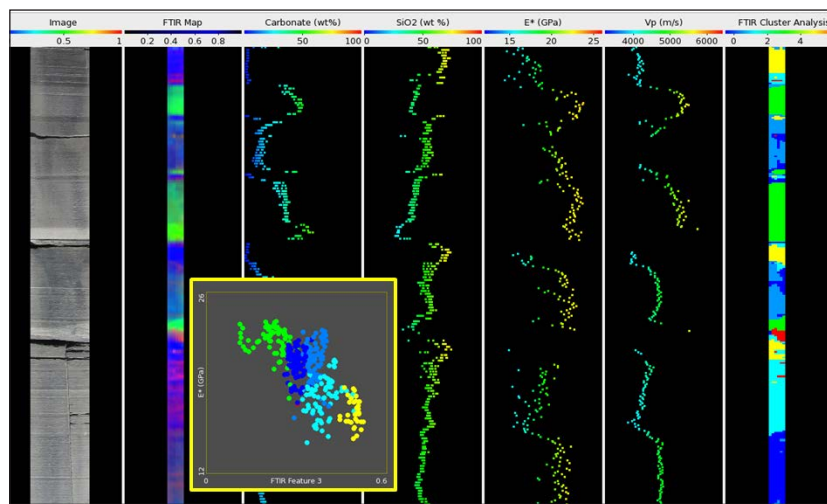 Image
0.5 1
FTIR Map
0.2 0.4 0.6 0.8
Carbonate (wt%)
0 50 100
SiO2 (wt %)
0 50 100
E* (GPa)
15 20 25
Vp (m/s)
4000 5000 6000
FTIR Cluster Analysis
0 2 4
26
E* (GPa)
12
0 FTIR Feature 3 0.6